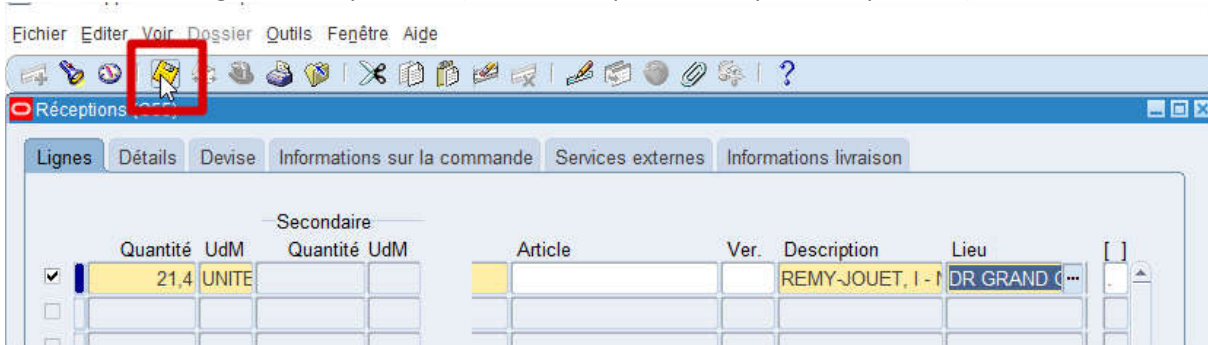 Fichier Editer Voir Dossier Outils Fenêtre Aide
?
Réceptions
Lignes Détails Devise Informations sur la commande Services externes Informations livraison
Secondaire
Quantité UdM Quantité UdM Article Ver. Description Lieu [ ]
21,4 UNITE REMY-JOUET, I - DR GRAND ... .